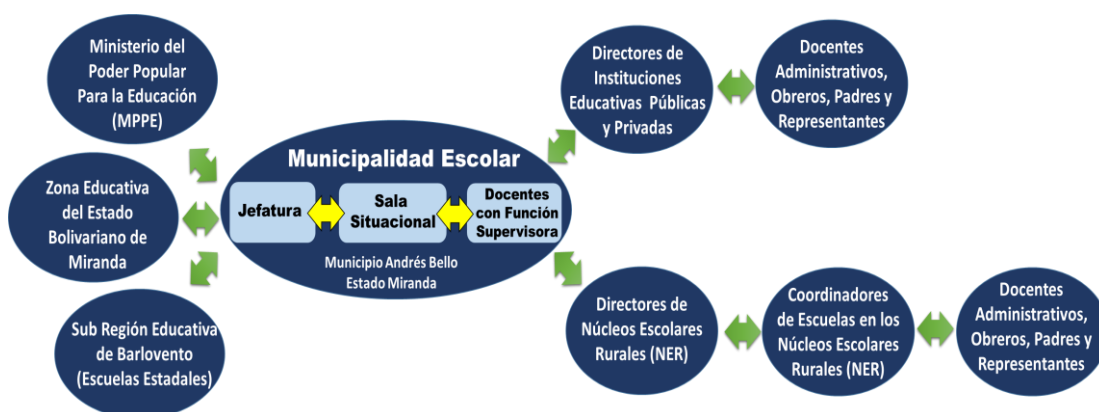 Ministerio del
Poder Popular
Para la Educación
(MPPE)
Zona Educativa
del Estado
Bolivariano de
Miranda
Sub Región Educativa
de Barlovento
(Escuelas Estadales)
Municipalidad Escolar
Jefatura
Sala
Situacional
Docentes
con Función
Supervisora
Municipio Andrés Bello
Estado Miranda
Directores de
Instituciones
Educativas Públicas
y Privadas
Docentes
Administrativos,
Obreros, Padres y
Representantes
Directores de
Núcleos Escolares
Rurales (NER)
Coordinadores
de Escuelas en los
Núcleos Escolares
Rurales (NER)
Docentes
Administrativos,
Obreros, Padres y
Representantes